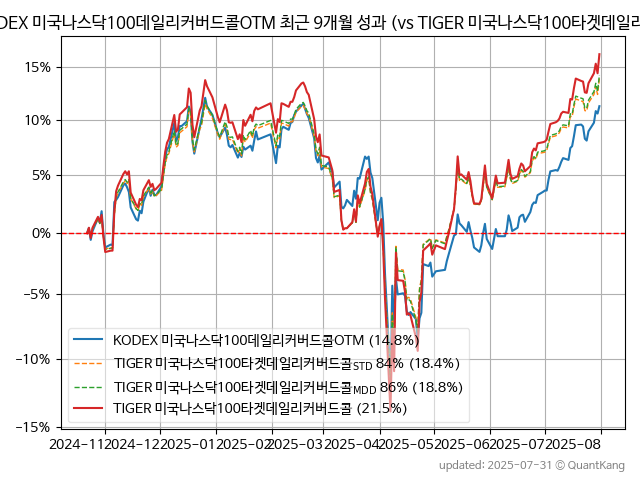 DEX 미국나스닥100데일리커버드콜OTM 최근 9개월 성과 (vs TIGER 미국나스닥100타겟데일리
15%
10%
5%
0%
−5%
−10%
−15%
KODEX 미국나스닥100데일리커버드콜OTM (14.8%)
TIGER 미국나스닥100타겟데일리커버드콜STD 84% (18.4%)
TIGER 미국나스닥100타겟데일리커버드콜MDD 86% (18.8%)
TIGER 미국나스닥100타겟데일리커버드콜 (21.5%)
2024-11 2024-12 2025-01 2025-02 2025-03 2025-04 2025-05 2025-06 2025-07 2025-08
updated: 2025-07-31 © QuantKang